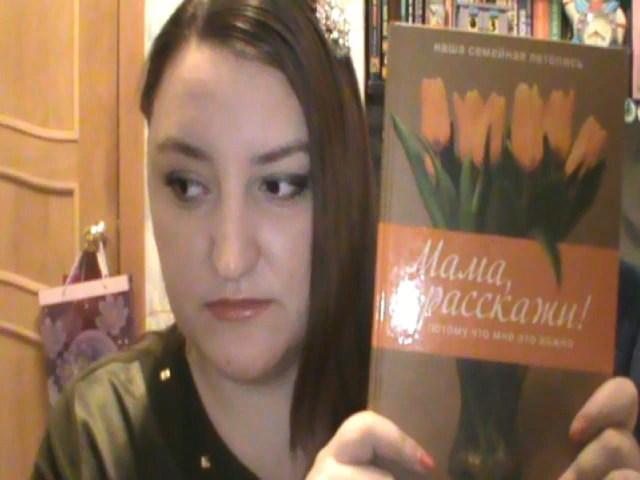 наша семейная летопись
Мама,
расскажи!
потому что мне это важно